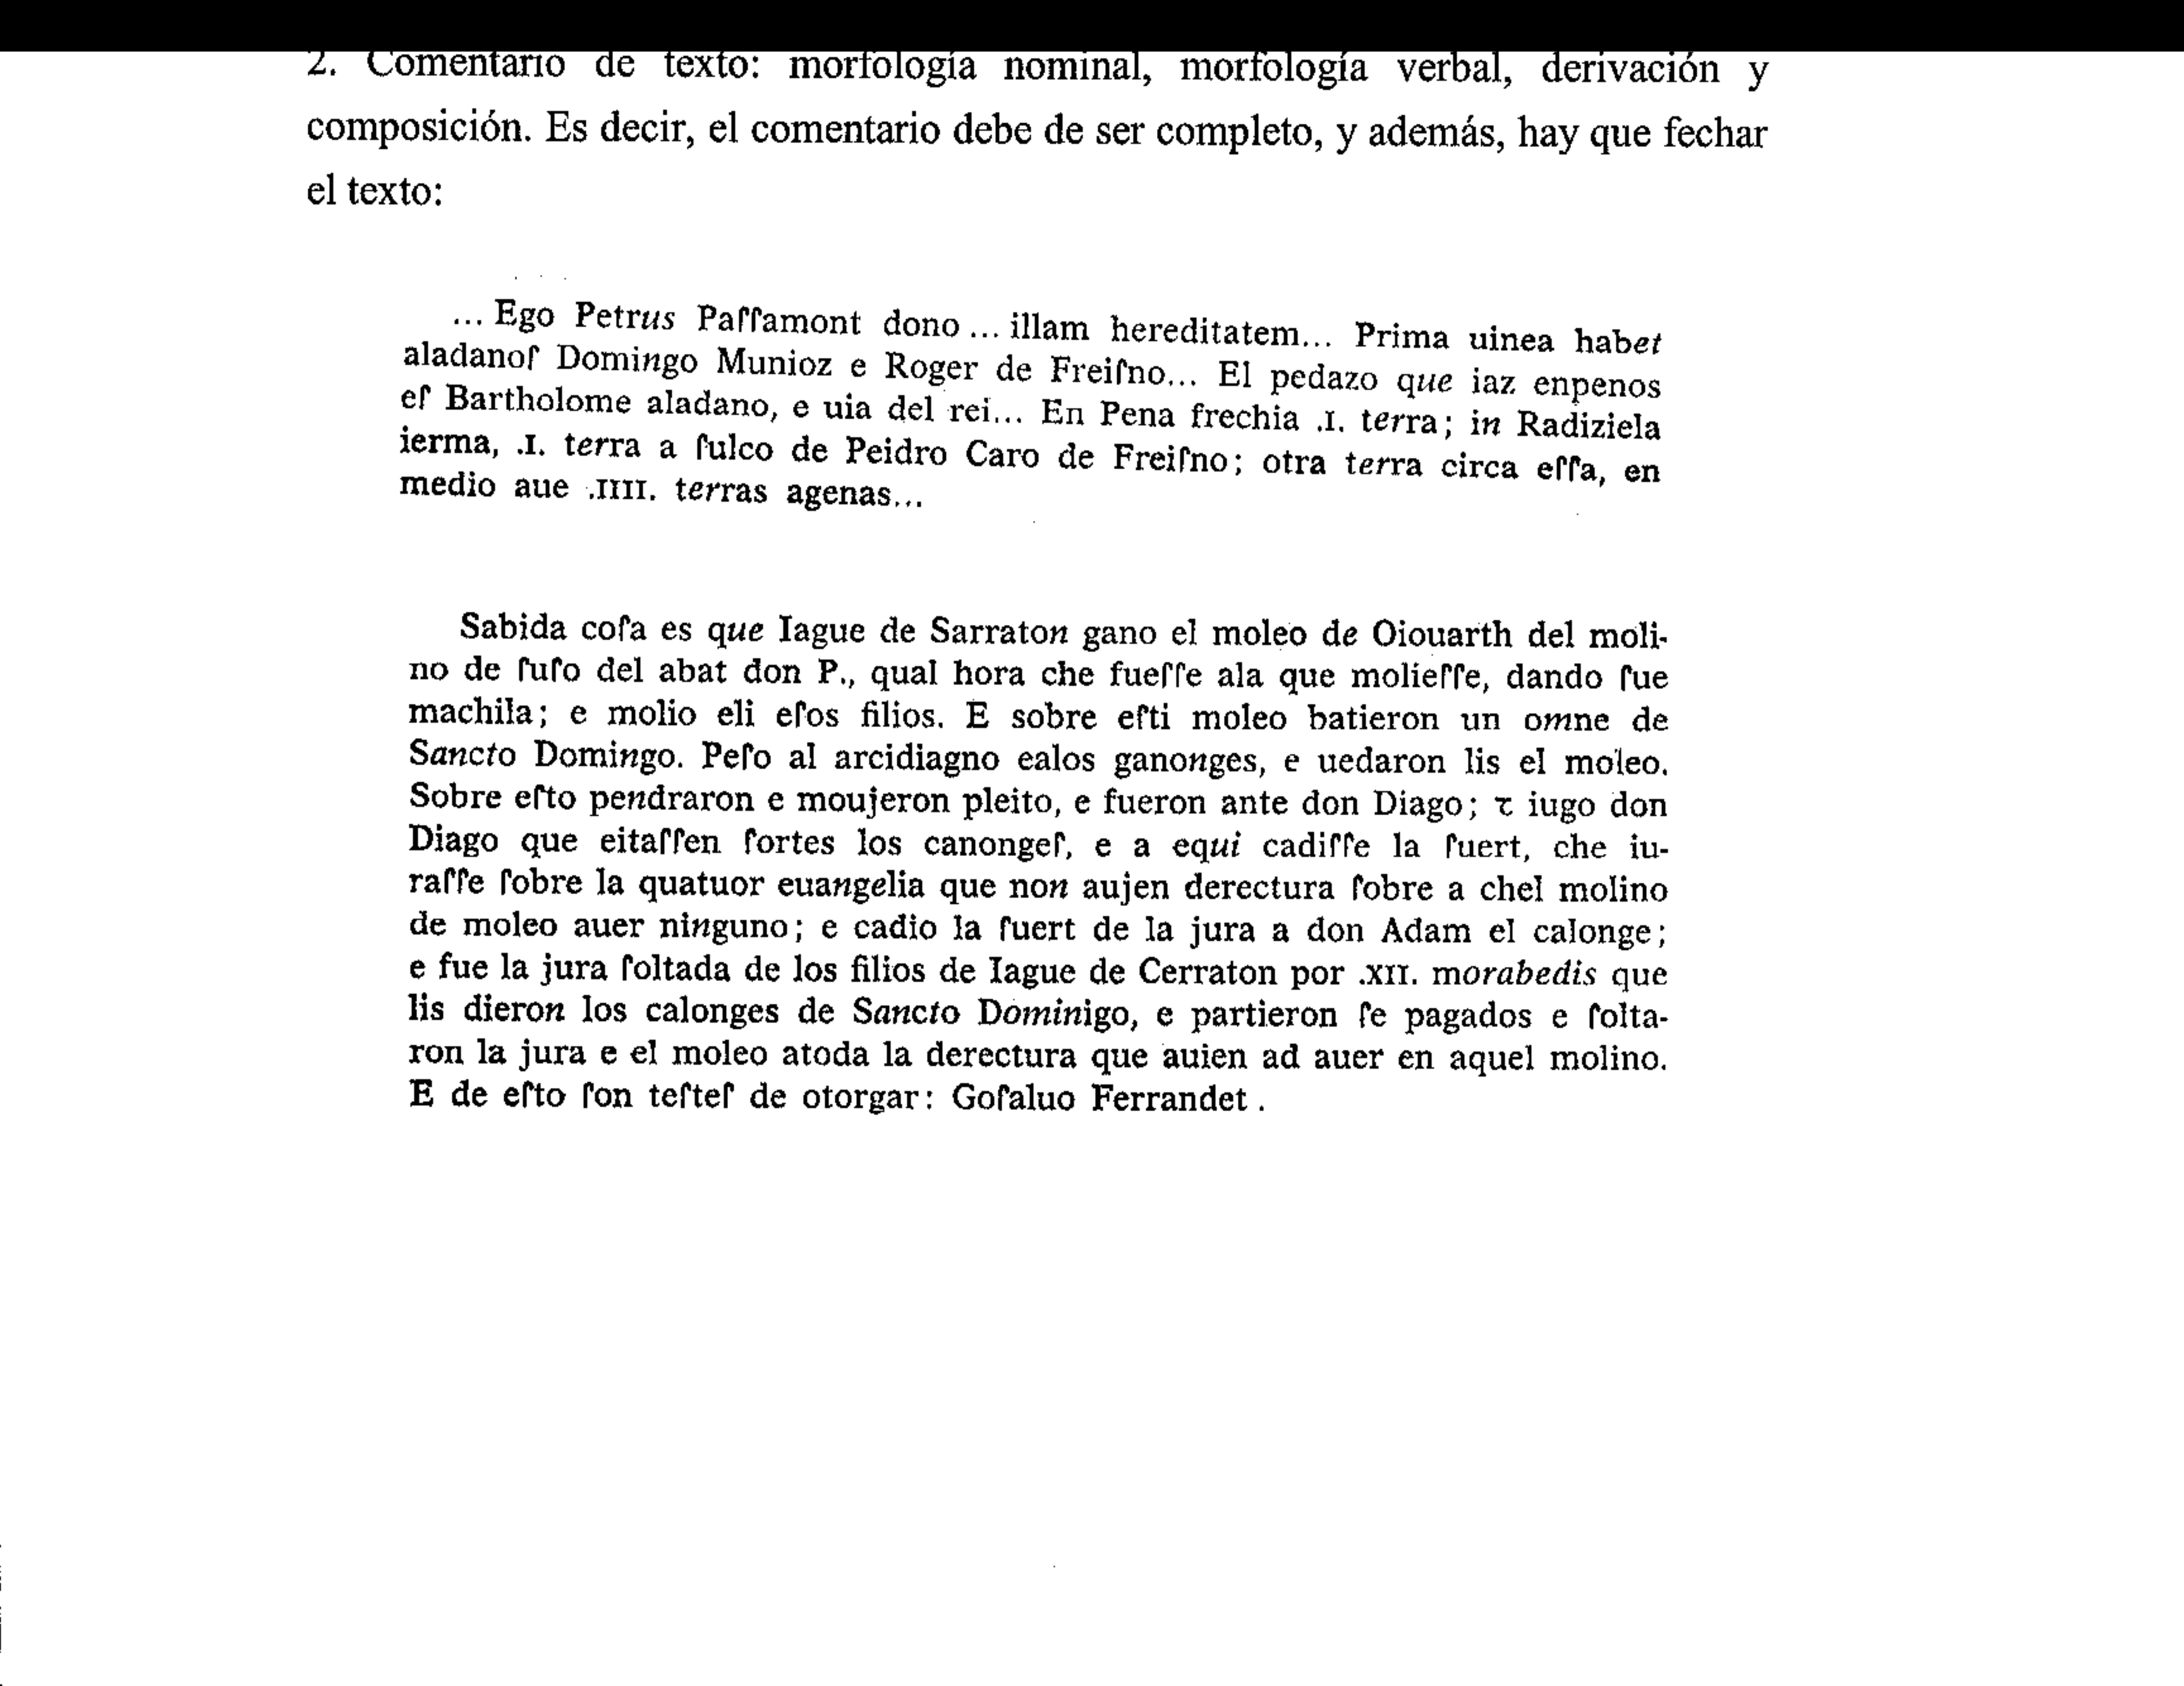 2. Comentario de texto: morfología nominal, morfología verbal, derivación y
composición. Es decir, el comentario debe de ser completo, y además, hay que fechar
el texto:
... Ego Petrus Paſſamont dono ... illam hereditatem... Prima uinea habet
aladanoſ Domingo Munioz e Roger de Freiſno... El pedazo que iaz enpenos
eſ Bartholome aladano, e uia del rei... En Pena frechia .I. terra; in Radiziela
ierma, .I. terra a ſulco de Peidro Caro de Freiſno; otra terra circa eſſa, en
medio aue .IIII. terras agenas...
Sabida coſa es que Iague de Sarraton gano el moleo de Oiouarth del moli-
no de ſuſo del abat don P., qual hora che fueſſe ala que molieſſe, dando ſue
machila; e molio eli eſos filios. E sobre eſti moleo batieron un omne de
Sancto Domingo. Peſo al arcidiagno ealos ganonges, e uedaron lis el moleo.
Sobre eſto pendraron e moujeron pleito, e fueron ante don Diago; τ iugo don
Diago que eitaſſen ſortes los canongeſ, e a equi cadiſſe la ſuert, che iu-
raſſe ſobre la quatuor euangelia que non aujen derectura ſobre a chel molino
de moleo auer ninguno; e cadio la ſuert de la jura a don Adam el calonge;
e fue la jura ſoltada de los filios de Iague de Cerraton por .XII. morabedis que
lis dieron los calonges de Sancto Dominigo, e partieron ſe pagados e ſolta-
ron la jura e el moleo atoda la derectura que auien ad auer en aquel molino.
E de eſto ſon teſteſ de otorgar: Goſaluo Ferrandet .